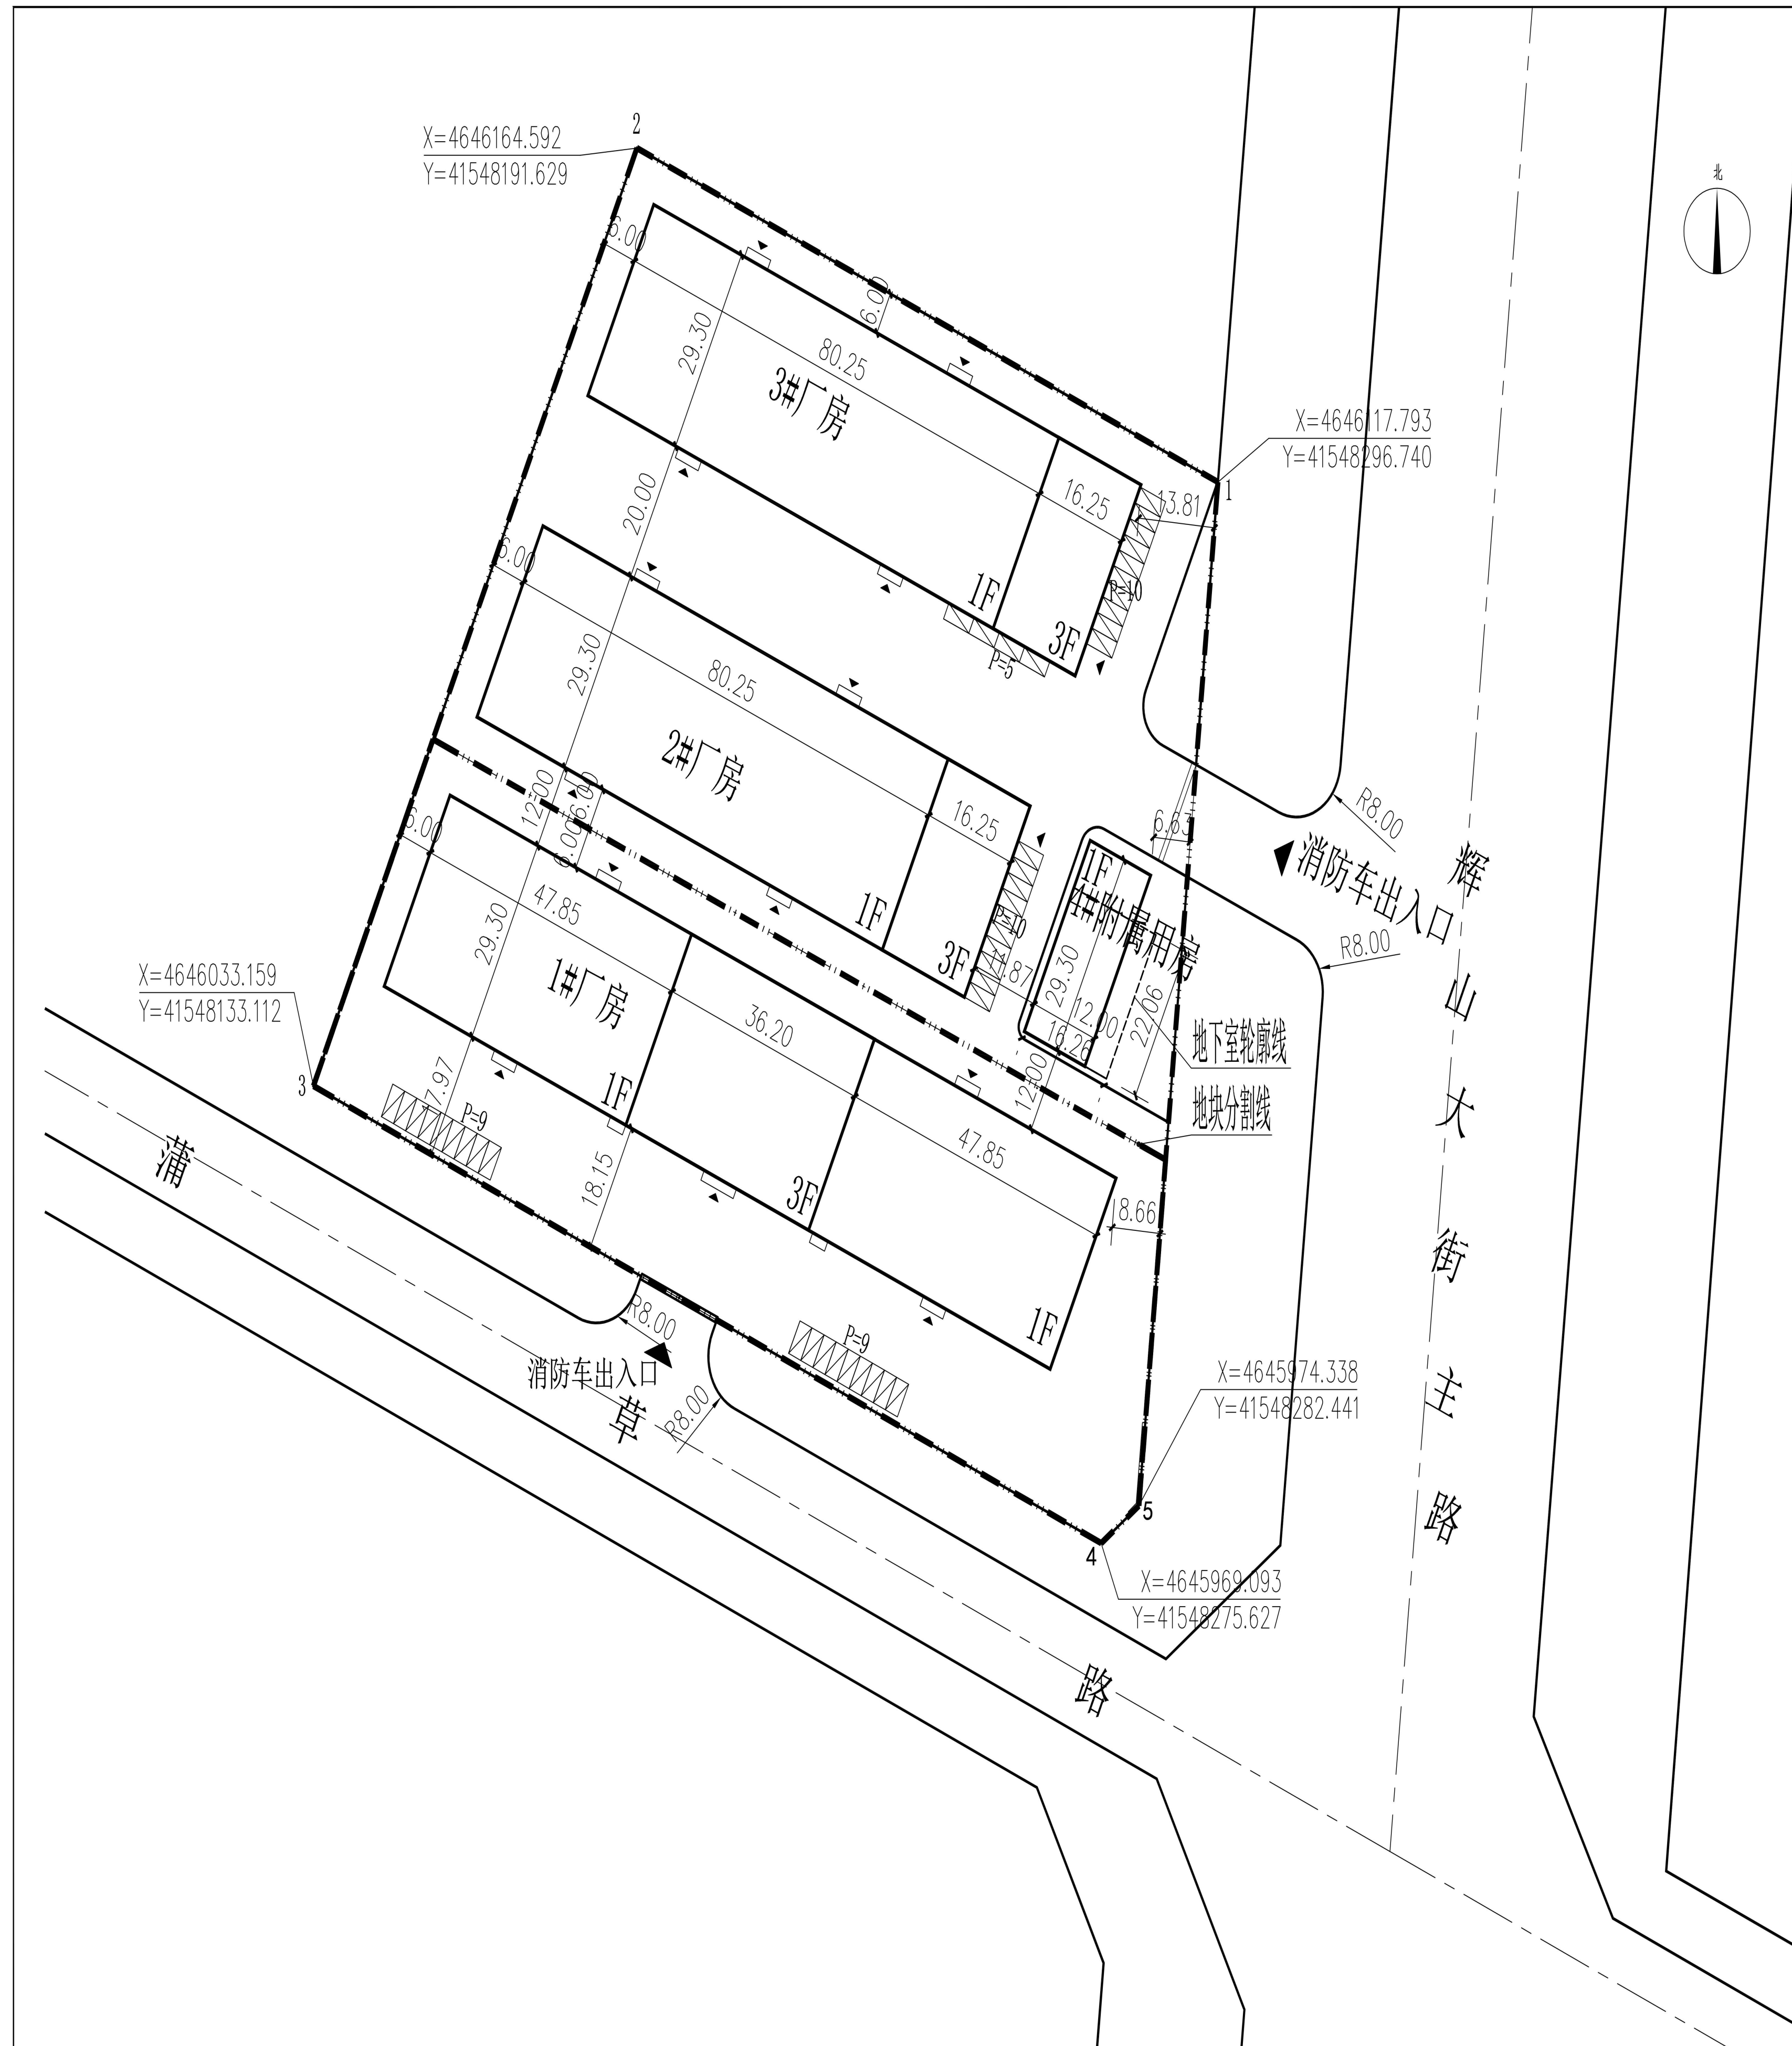 2
X=4646164.592
Y=41548191.629
北
6.00
6.00
29.30
80.25
3#厂房
X=4646117.793
Y=41548296.740
1
16.25
13.81
20.00
6.00
P=10
1F
3F
P=5
29.30
80.25
2#厂房
R8.00
16.25
6.63
消防车出入口
辉山大街主路
12.00
6.00
6.00
6.00
1F
4#附属用房
47.85
R8.00
P=10
29.30
1F
3F
29.30
12.00
22.06
16.26
X=4646033.159
Y=41548133.112
1#厂房
36.20
地下室轮廓线
3
1F
12.00
地块分割线
P=9
47.85
蒲草路
18.15
3F
8.66
R8.00
1F
P=9
消防车出入口
X=4645974.338
Y=41548282.441
R8.00
5
4
X=4645969.093
Y=41548275.627